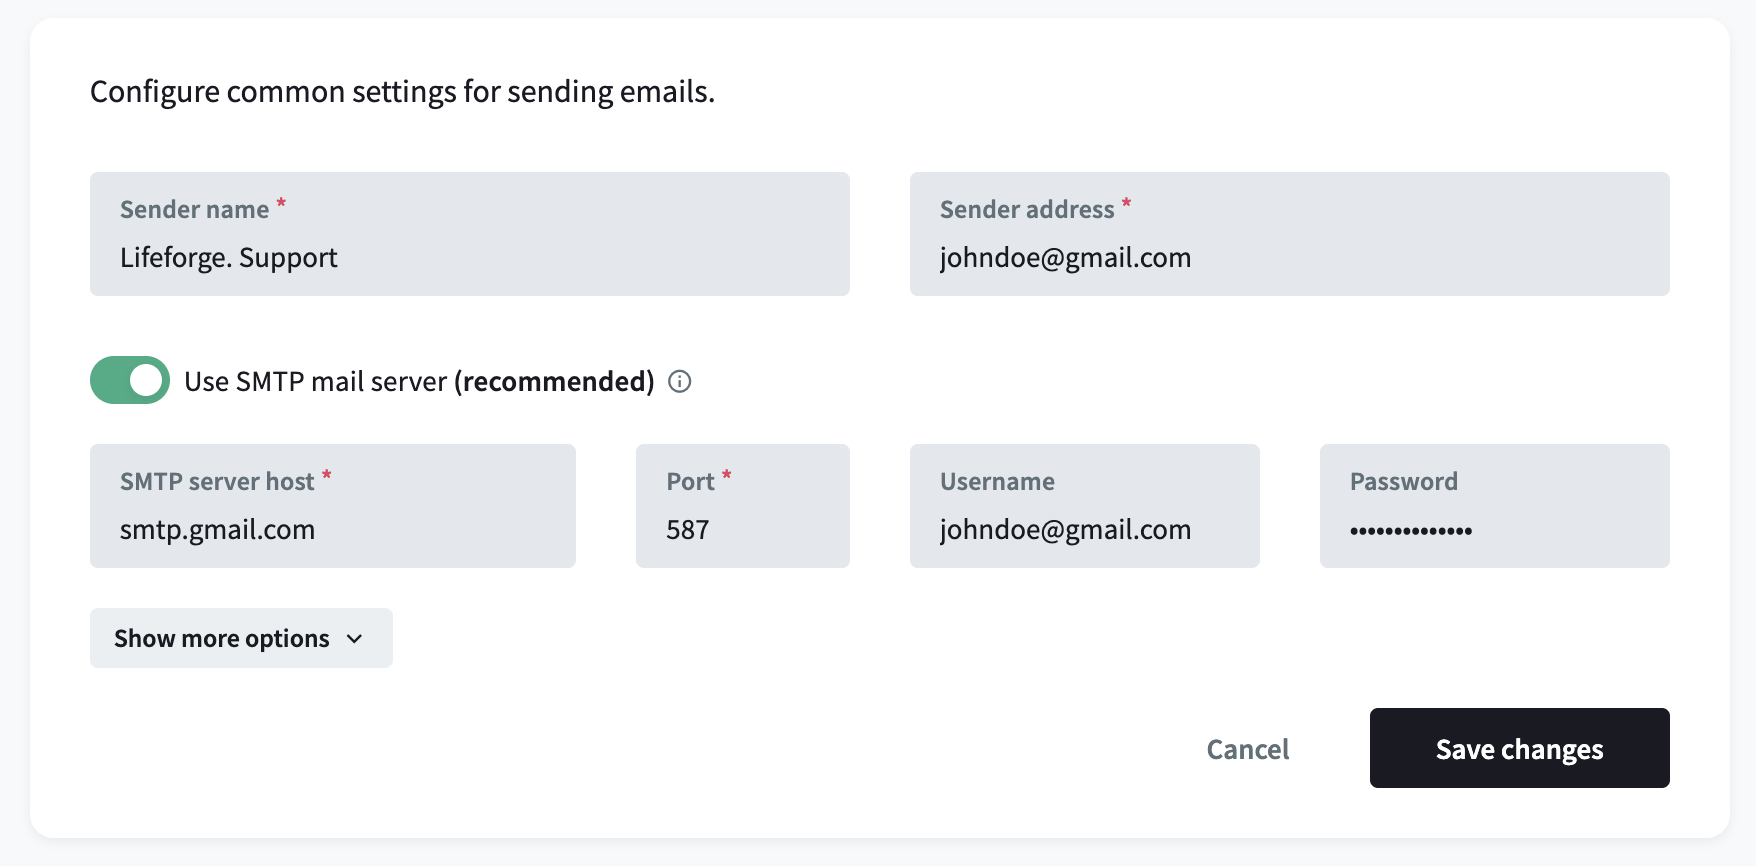 Configure common settings for sending emails.
Sender name *
Lifeforge. Support
Sender address *
johndoe@gmail.com
Use SMTP mail server (recommended)
SMTP server host *
smtp.gmail.com
Port *
587
Username
johndoe@gmail.com
Password
••••••••••••••
Show more options
Cancel
Save changes